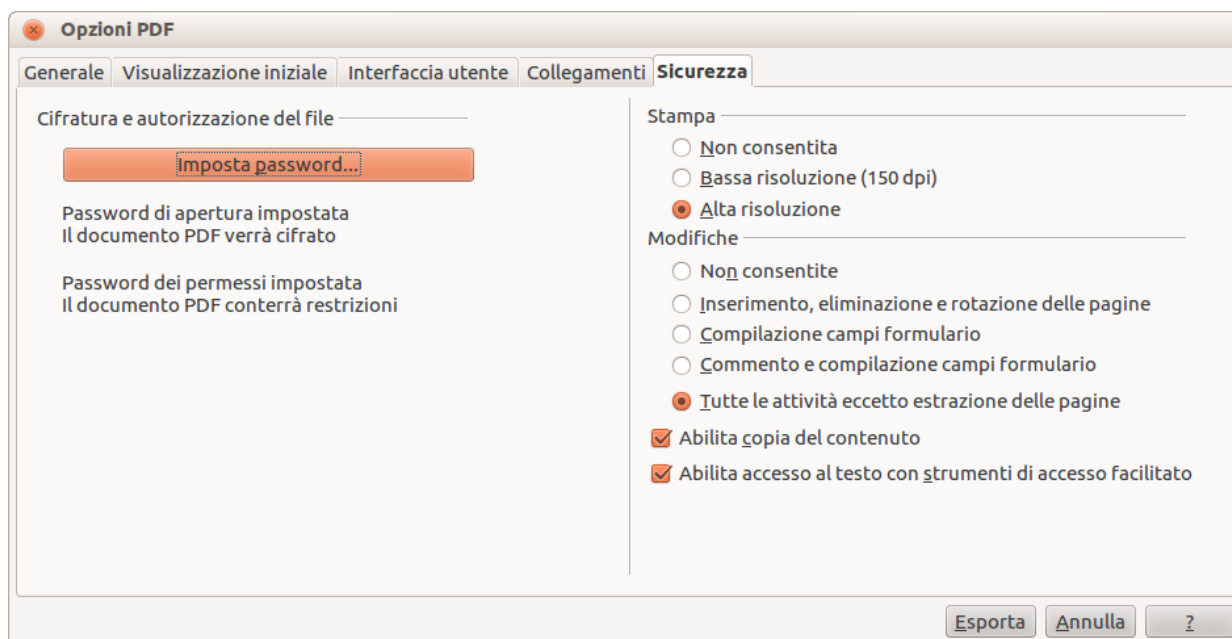 Opzioni PDF
Generale Visualizzazione iniziale Interfaccia utente Collegamenti Sicurezza
Cifratura e autorizzazione del file
Imposta password...
Password di apertura impostata
Il documento PDF verrà cifrato
Password dei permessi impostata
Il documento PDF conterrà restrizioni
Stampa
Non consentita
Bassa risoluzione (150 dpi)
Alta risoluzione
Modifiche
Non consentite
Inserimento, eliminazione e rotazione delle pagine
Compilazione campi formulario
Commento e compilazione campi formulario
Tutte le attività eccetto estrazione delle pagine
Abilita copia del contenuto
Abilita accesso al testo con strumenti di accesso facilitato
Esporta Annulla ?